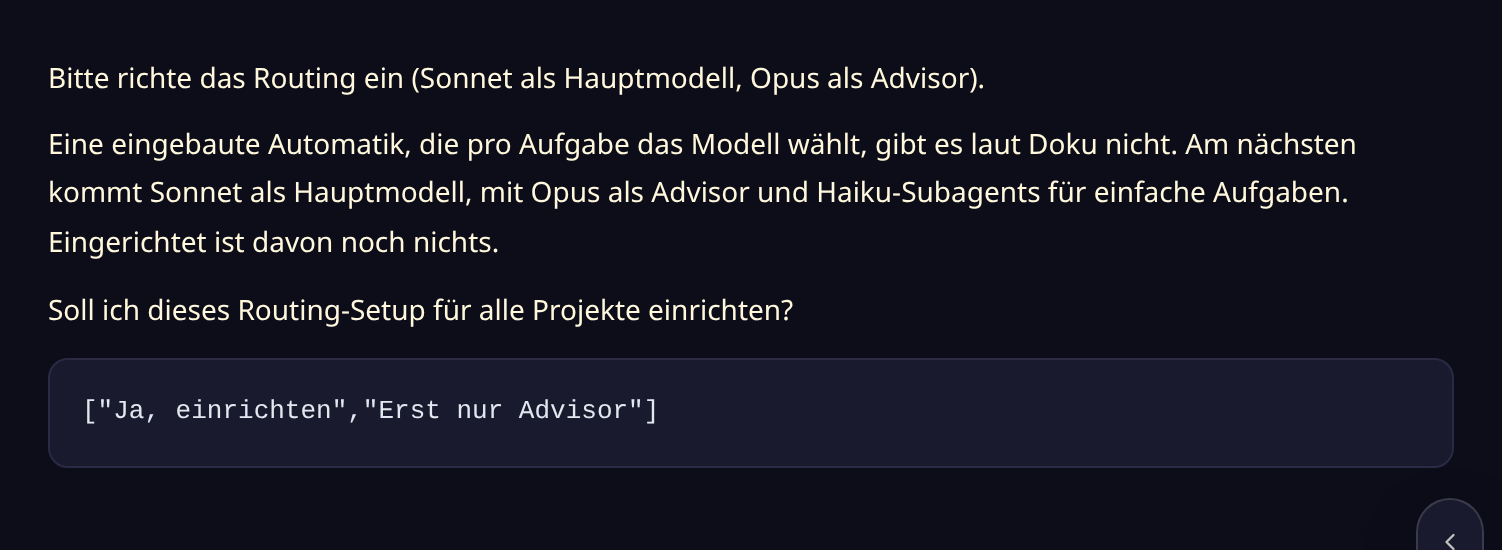 Bitte richte das Routing ein (Sonnet als Hauptmodell, Opus als Advisor).
Eine eingebaute Automatik, die pro Aufgabe das Modell wählt, gibt es laut Doku nicht. Am nächsten
kommt Sonnet als Hauptmodell, mit Opus als Advisor und Haiku-Subagents für einfache Aufgaben.
Eingerichtet ist davon noch nichts.
Soll ich dieses Routing-Setup für alle Projekte einrichten?
["Ja, einrichten","Erst nur Advisor"]